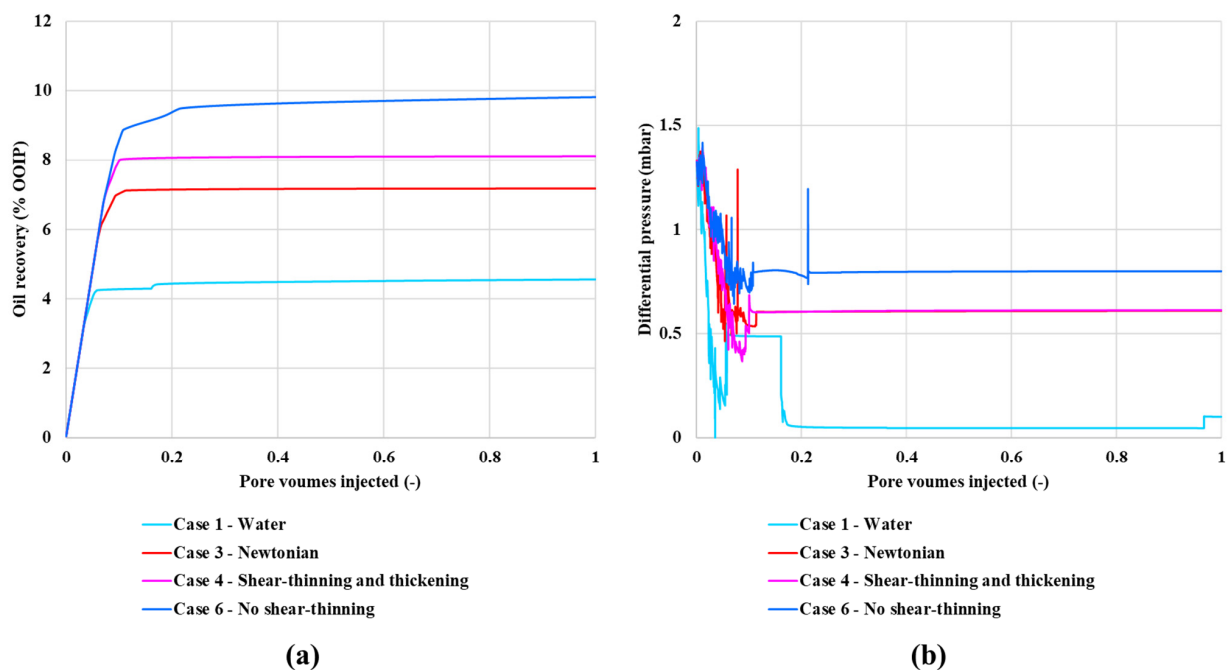 12
10
8
6
4
2
0
Oil recovery (% OOIP)
0 0.2 0.4 0.6 0.8 1
Pore voumes injected (-)
Case 1 - Water
Case 3 - Newtonian
Case 4 - Shear-thinning and thickening
Case 6 - No shear-thinning
(a)
2
1.5
1
0.5
0
Differential pressure (mbar)
0 0.2 0.4 0.6 0.8 1
Pore voumes injected (-)
Case 1 - Water
Case 3 - Newtonian
Case 4 - Shear-thinning and thickening
Case 6 - No shear-thinning
(b)